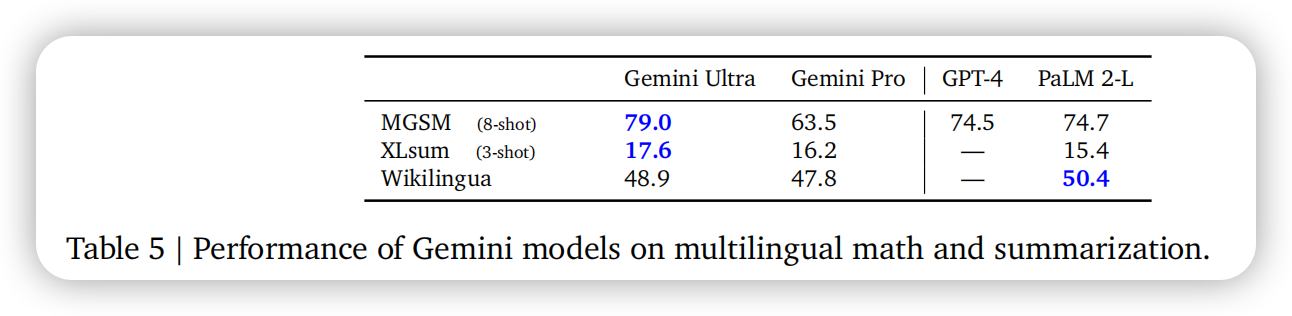 Gemini Ultra Gemini Pro GPT-4 PaLM 2-L
MGSM (8-shot) 79.0 63.5 74.5 74.7
XLsum (3-shot) 17.6 16.2 — 15.4
Wikilingua 48.9 47.8 — 50.4
Table 5 | Performance of Gemini models on multilingual math and summarization.